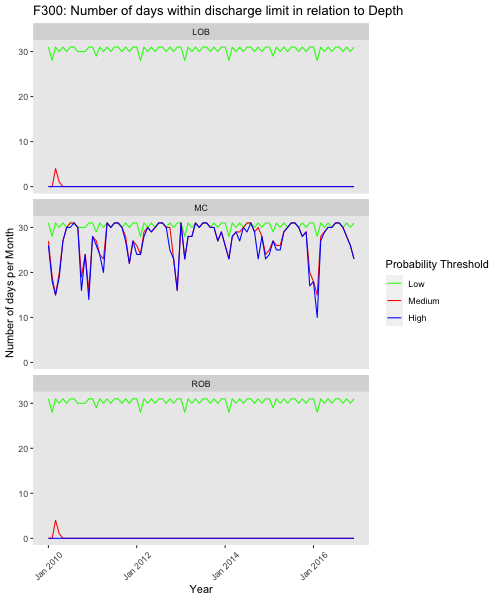 F300: Number of days within discharge limit in relation to Depth
LOB
30
20
10
0
MC
30
20
10
0
ROB
30
20
10
0
Number of days per Month
Jan 2010
Jan 2012
Jan 2014
Jan 2016
Year
Probability Threshold
Low
Medium
High